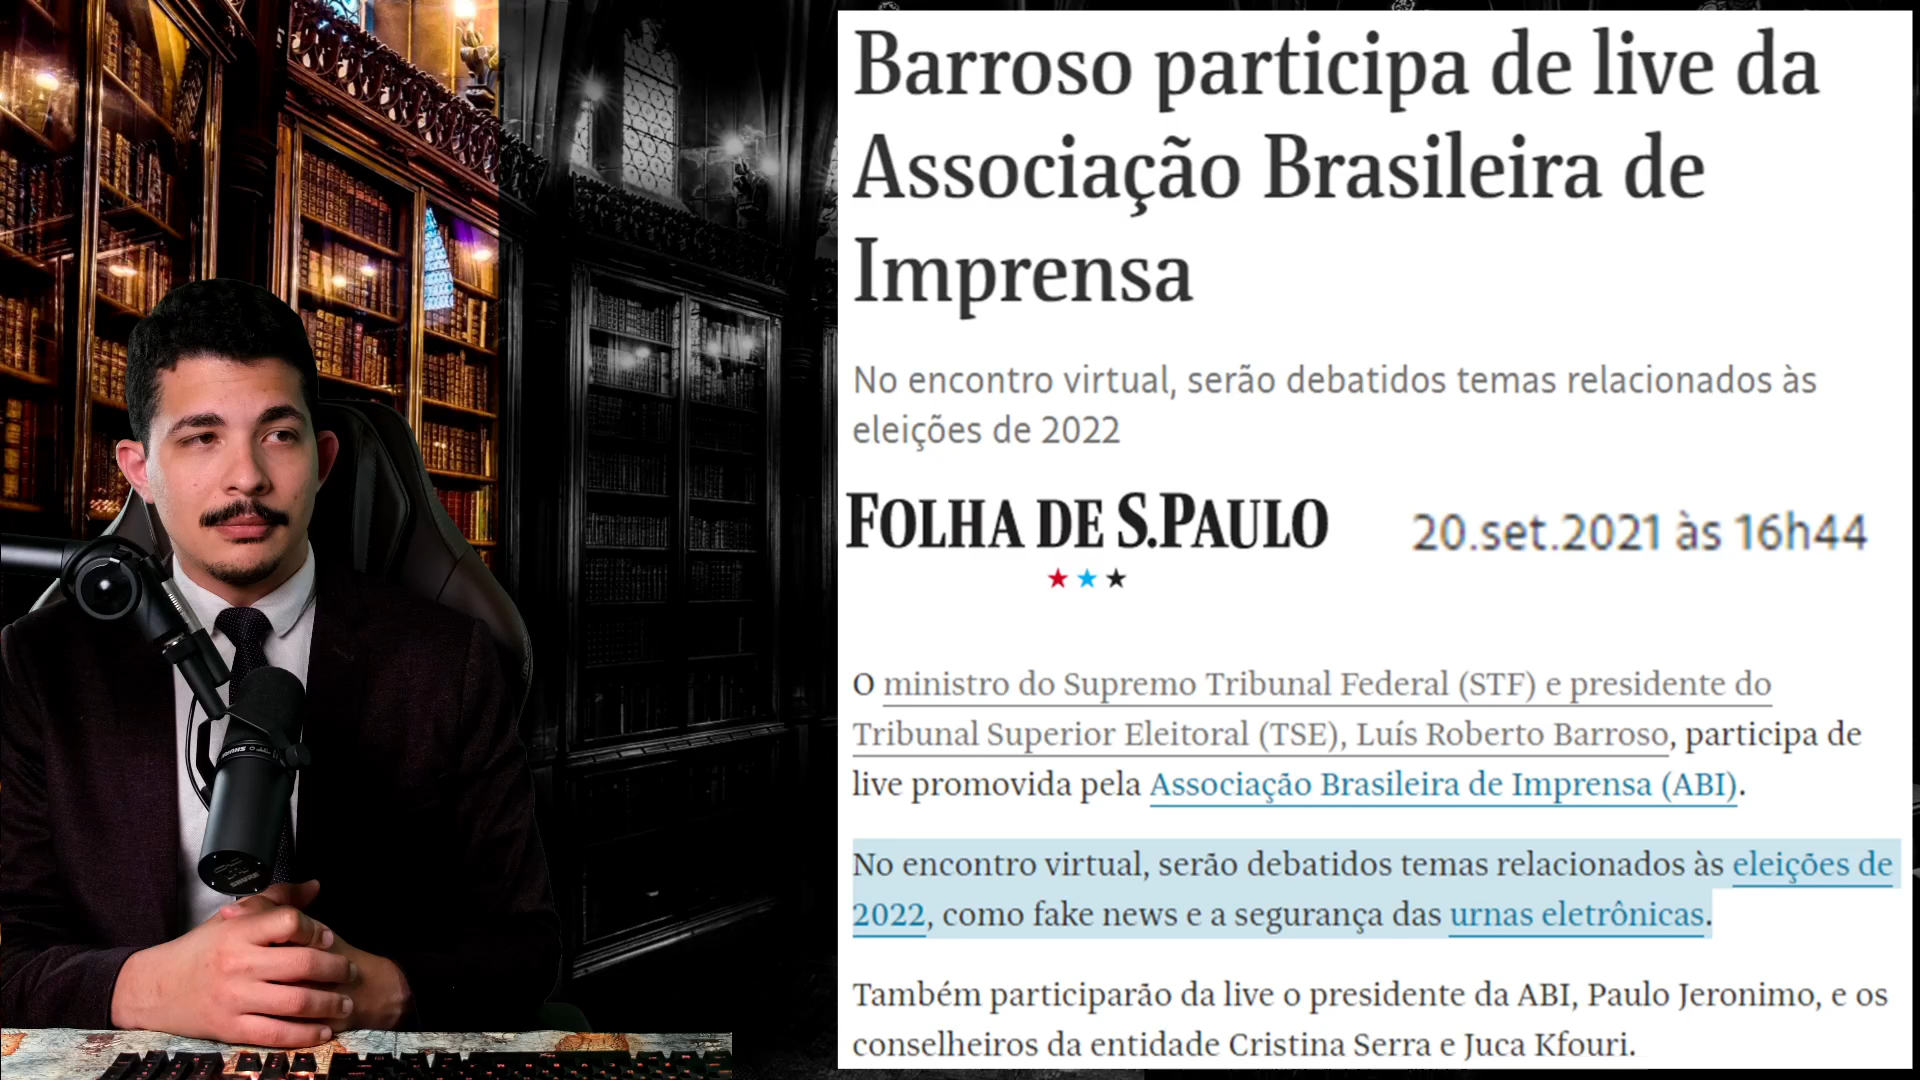 Barroso participa de live da
Associação Brasileira de
Imprensa
No encontro virtual, serão debatidos temas relacionados às
eleições de 2022
FOLHA DE S.PAULO
20.set.2021 às 16h44
O ministro do Supremo Tribunal Federal (STF) e presidente do
Tribunal Superior Eleitoral (TSE), Luís Roberto Barroso, participa de
live promovida pela Associação Brasileira de Imprensa (ABI).
No encontro virtual, serão debatidos temas relacionados às eleições de
2022, como fake news e a segurança das urnas eletrônicas.
Também participarão da live o presidente da ABI, Paulo Jeronimo, e os
conselheiros da entidade Cristina Serra e Juca Kfouri.
SHURE
SHURE